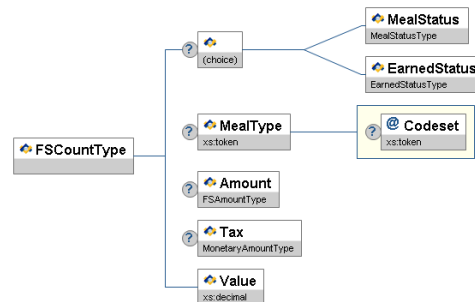 MealStatus
MealStatusType
?
(choice)
EarnedStatus
EarnedStatusType
? MealType
xs:token
? @ Codeset
xs:token
FSCountType
Amount
? FSAmountType
Tax
? MonetaryAmountType
Value
xs:decimal